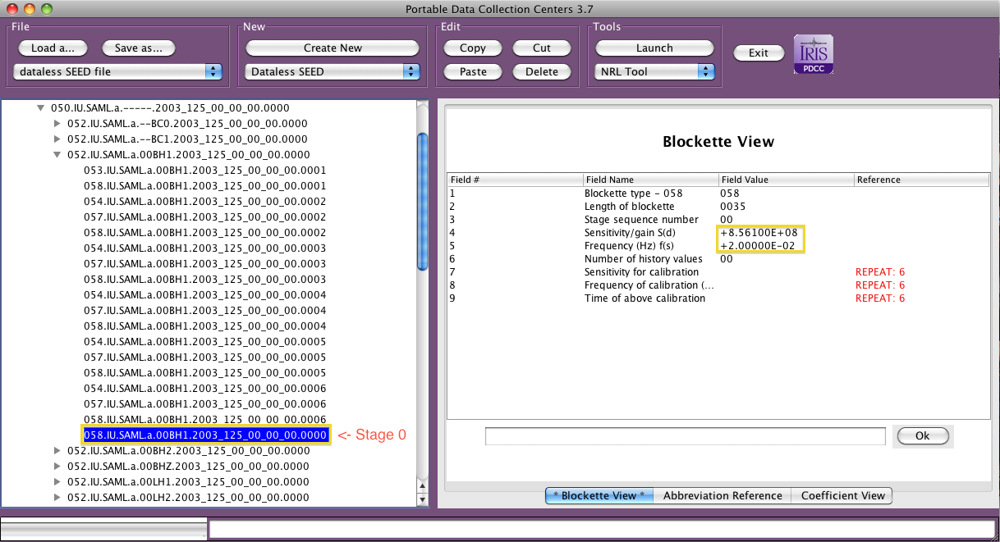 Portable Data Collection Centers 3.7
File
Load a...
Save as...
dataless SEED file
New
Create New
Dataless SEED
Edit
Copy
Cut
Paste
Delete
Tools
Launch
NRL Tool
Exit
IRIS
PDCC
050.IU.SAML.a.-----.2003_125_00_00_00.0000
052.IU.SAML.a.--BC0.2003_125_00_00_00.0000
052.IU.SAML.a.--BC1.2003_125_00_00_00.0000
052.IU.SAML.a.00BH1.2003_125_00_00_00.0000
053.IU.SAML.a.00BH1.2003_125_00_00_00.0001
058.IU.SAML.a.00BH1.2003_125_00_00_00.0001
054.IU.SAML.a.00BH1.2003_125_00_00_00.0002
057.IU.SAML.a.00BH1.2003_125_00_00_00.0002
058.IU.SAML.a.00BH1.2003_125_00_00_00.0002
054.IU.SAML.a.00BH1.2003_125_00_00_00.0003
057.IU.SAML.a.00BH1.2003_125_00_00_00.0003
058.IU.SAML.a.00BH1.2003_125_00_00_00.0003
054.IU.SAML.a.00BH1.2003_125_00_00_00.0004
057.IU.SAML.a.00BH1.2003_125_00_00_00.0004
058.IU.SAML.a.00BH1.2003_125_00_00_00.0004
054.IU.SAML.a.00BH1.2003_125_00_00_00.0005
057.IU.SAML.a.00BH1.2003_125_00_00_00.0005
058.IU.SAML.a.00BH1.2003_125_00_00_00.0005
054.IU.SAML.a.00BH1.2003_125_00_00_00.0006
057.IU.SAML.a.00BH1.2003_125_00_00_00.0006
058.IU.SAML.a.00BH1.2003_125_00_00_00.0006
058.IU.SAML.a.00BH1.2003_125_00_00_00.0000 <- Stage 0
052.IU.SAML.a.00BH2.2003_125_00_00_00.0000
052.IU.SAML.a.00BHZ.2003_125_00_00_00.0000
052.IU.SAML.a.00LH1.2003_125_00_00_00.0000
052.IU.SAML.a.00LH2.2003_125_00_00_00.0000
Blockette View
Field # Field Name Field Value Reference
1 Blockette type - 058 058
2 Length of blockette 0035
3 Stage sequence number 00
4 Sensitivity/gain S(d) +8.56100E+08
5 Frequency (Hz) f(s) +2.00000E-02
6 Number of history values 00
7 Sensitivity for calibration REPEAT: 6
8 Frequency of calibration (... REPEAT: 6
9 Time of above calibration REPEAT: 6
Ok
* Blockette View * Abbreviation Reference Coefficient View